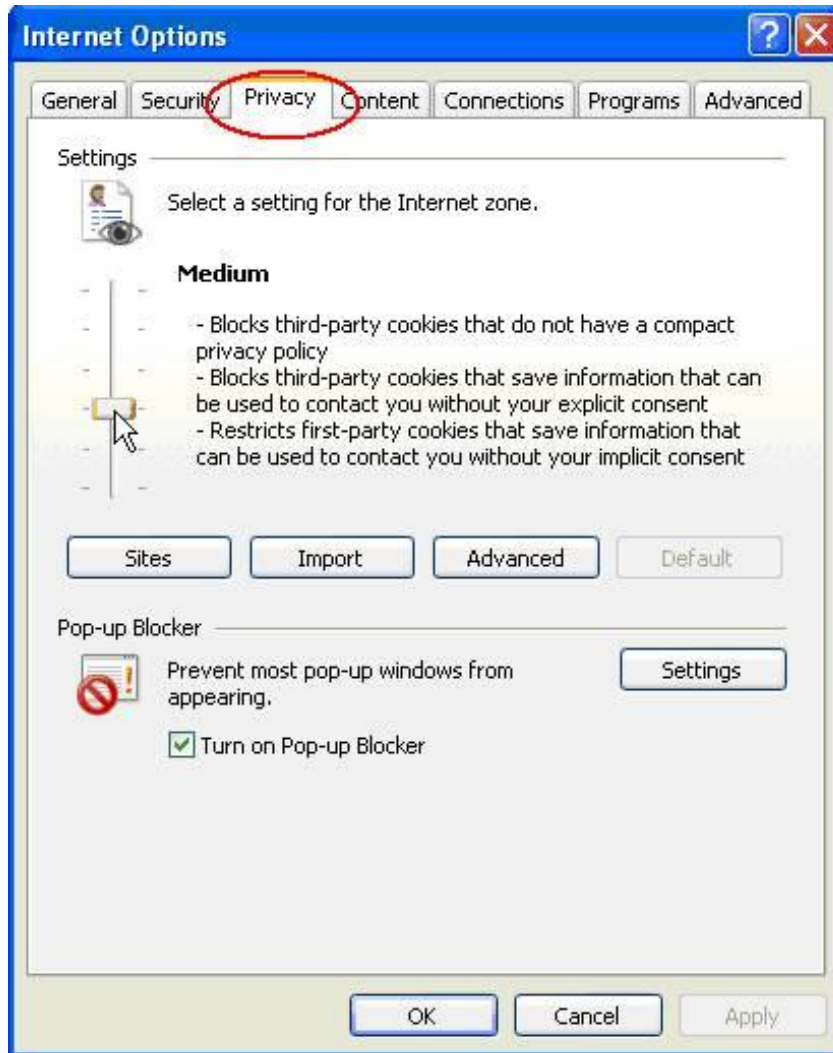 Internet Options
General Security Privacy Content Connections Programs Advanced
Settings
Select a setting for the Internet zone.
Medium
- Blocks third-party cookies that do not have a compact
privacy policy
- Blocks third-party cookies that save information that can
be used to contact you without your explicit consent
- Restricts first-party cookies that save information that
can be used to contact you without your implicit consent
Sites Import Advanced Default
Pop-up Blocker
Prevent most pop-up windows from
appearing.
Settings
Turn on Pop-up Blocker
OK Cancel Apply